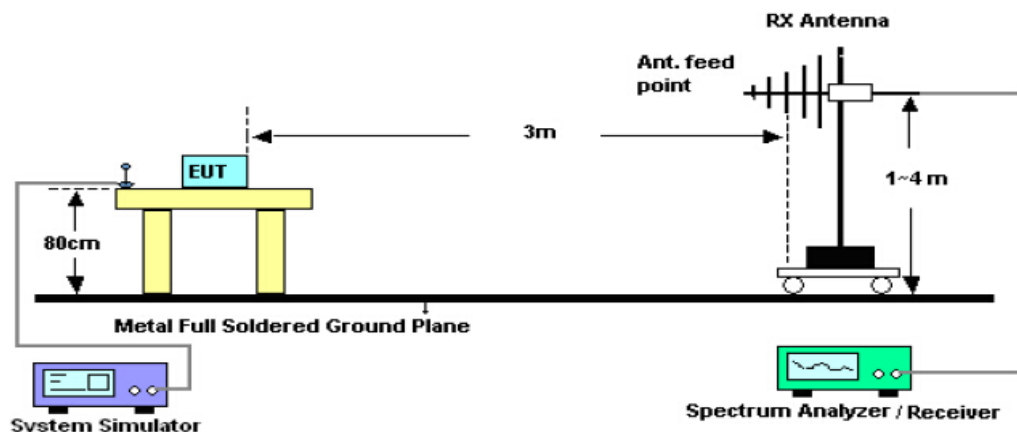 RX Antenna
Ant. feed
point
3m
EUT
1~4 m
80cm
Metal Full Soldered Ground Plane
System Simulator
Spectrum Analyzer / Receiver